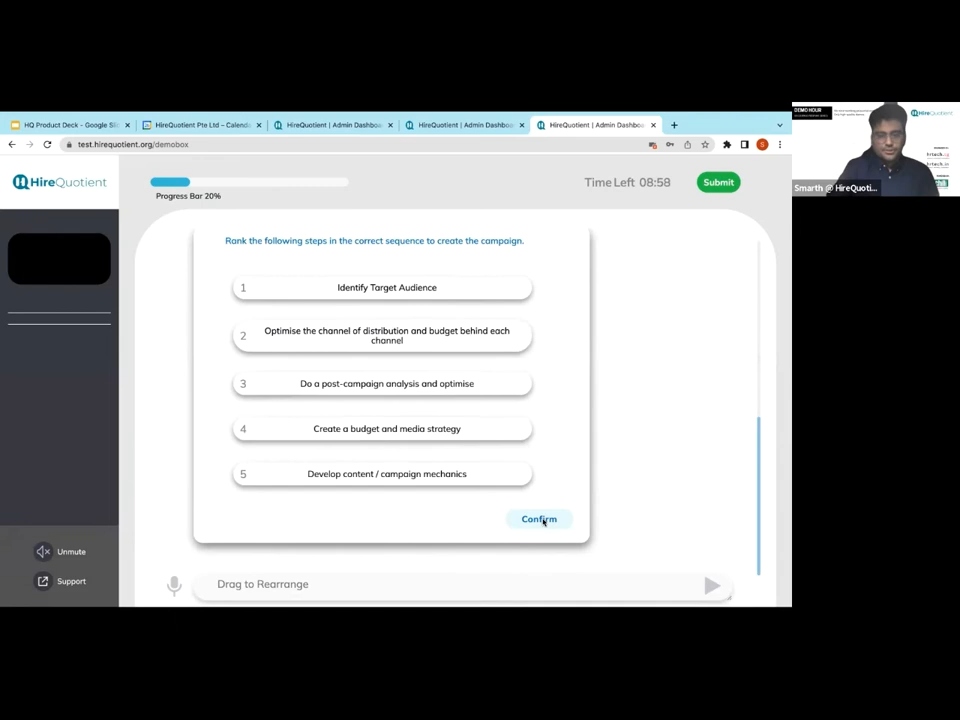 HQ Product Deck - Google Sli
HireQuotient Pte Ltd – Calend
HireQuotient | Admin Dashboa
HireQuotient | Admin Dashboa
HireQuotient | Admin Dashboa
test.hirequotient.org/demobox
S
DEMO HOUR
HireQuotient
Smarth @ HireQuoti...
HireQuotient
Progress Bar 20%
Time Left 08:58
Submit
Rank the following steps in the correct sequence to create the campaign.
1 Identify Target Audience
2 Optimise the channel of distribution and budget behind each
channel
3 Do a post-campaign analysis and optimise
4 Create a budget and media strategy
5 Develop content / campaign mechanics
Confirm
Unmute
Support
Drag to Rearrange